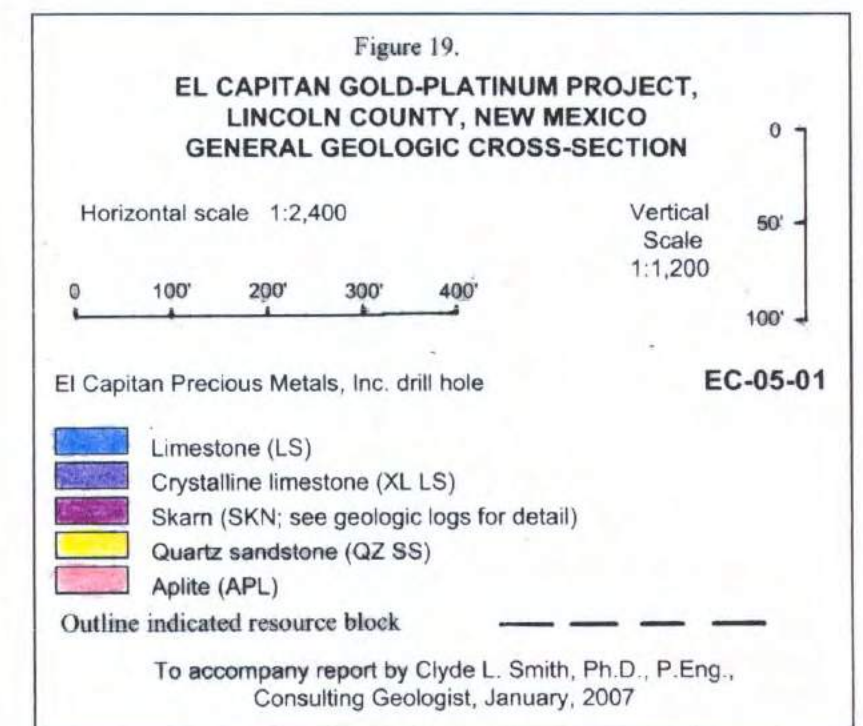 Figure 19.
EL CAPITAN GOLD-PLATINUM PROJECT,
LINCOLN COUNTY, NEW MEXICO
GENERAL GEOLOGIC CROSS-SECTION
Horizontal scale 1:2,400
0 100' 200' 300' 400'
Vertical
Scale
1:1,200
0
50'
100'
El Capitan Precious Metals, Inc. drill hole EC-05-01
Limestone (LS)
Crystalline limestone (XL LS)
Skarn (SKN; see geologic logs for detail)
Quartz sandstone (QZ SS)
Aplite (APL)
Outline indicated resource block
To accompany report by Clyde L. Smith, Ph.D., P.Eng.,
Consulting Geologist, January, 2007